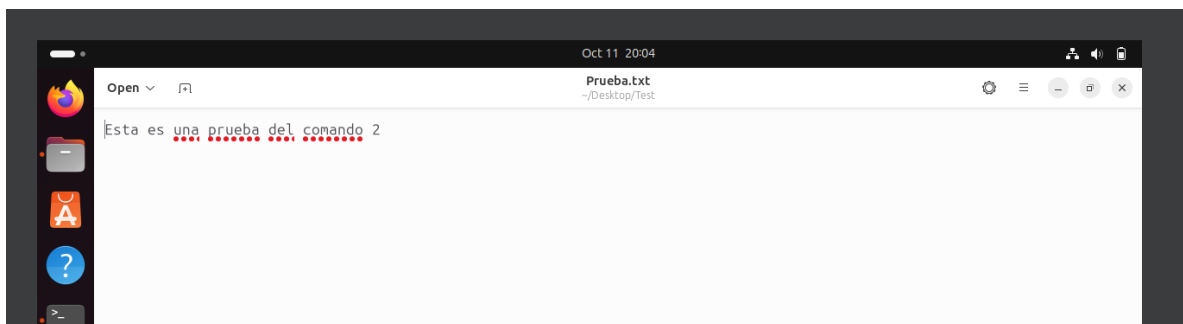 Oct 11 20:04
Open
Prueba.txt
~/Desktop/Test
Esta es una prueba del comando 2